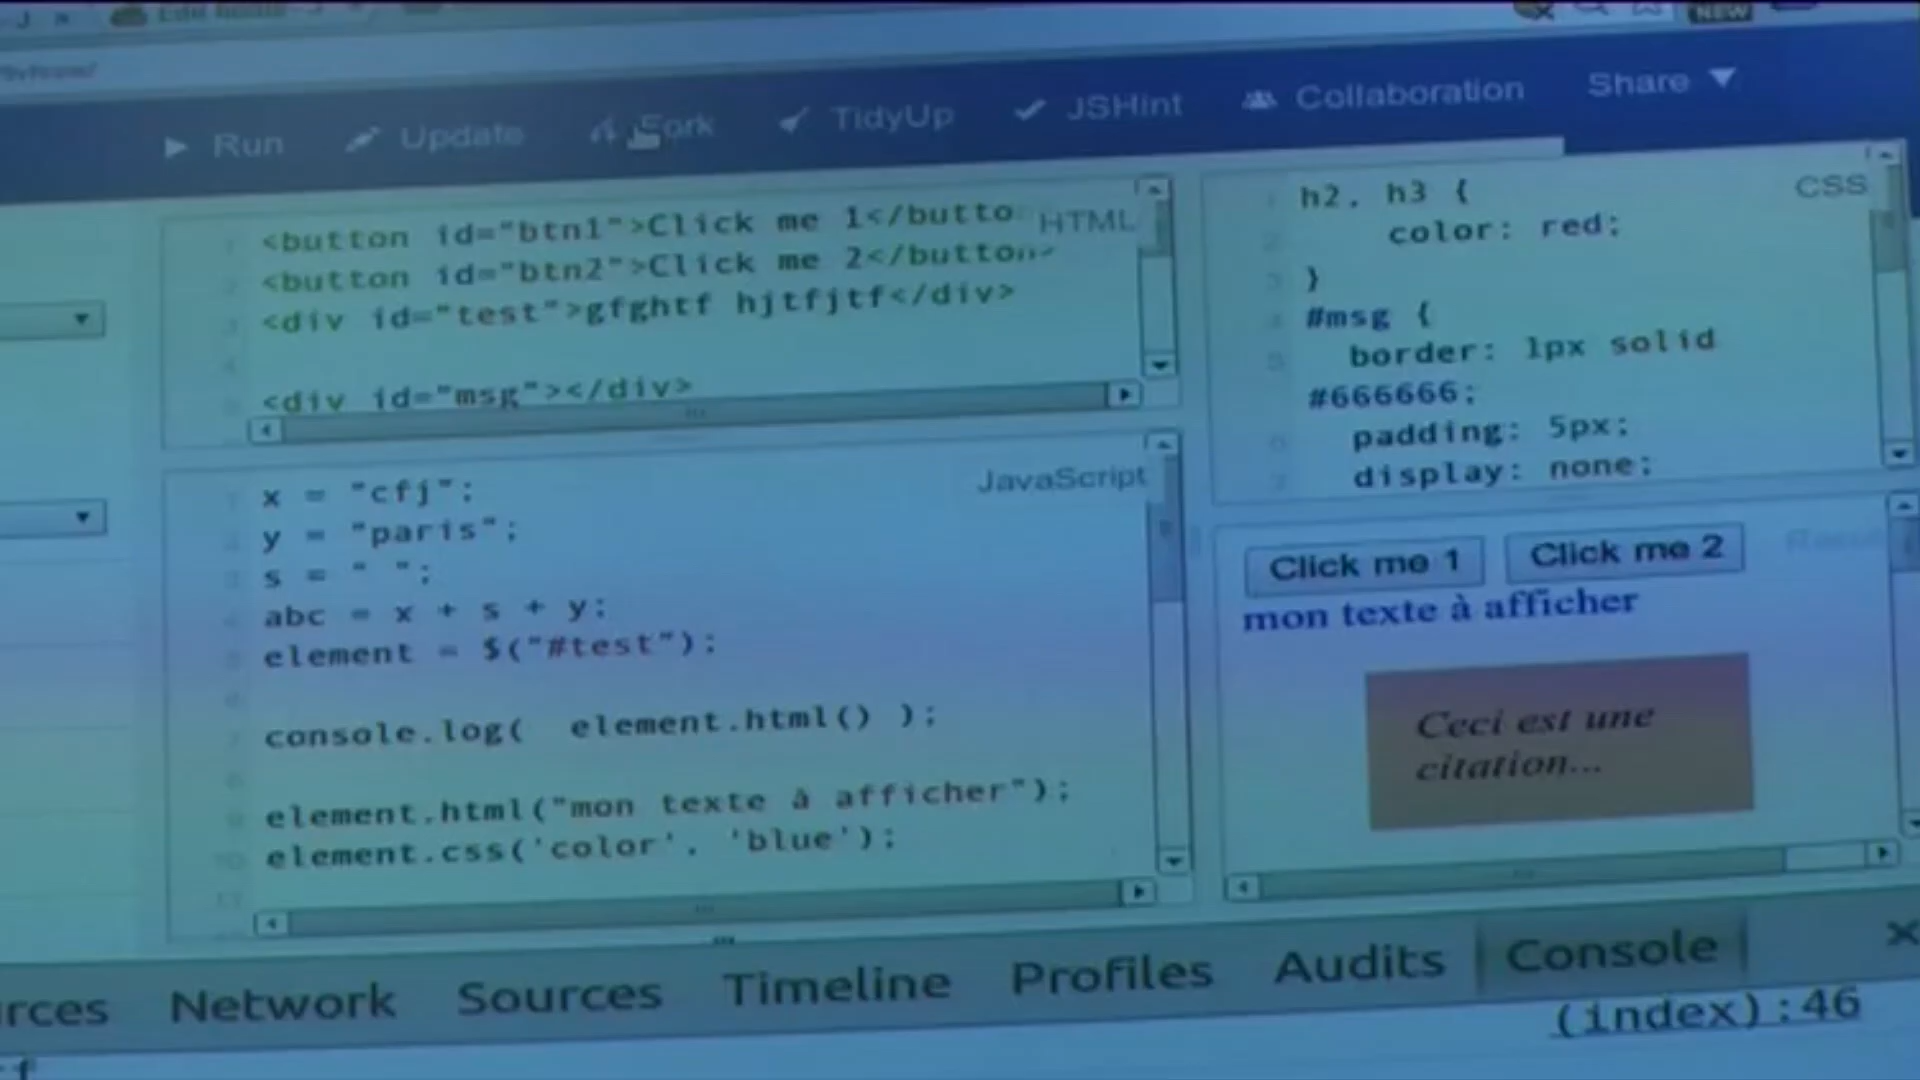 Edit
NEW
Run Update Fork TidyUp JSHint Collaboration Share
<button id="btn1">Click me 1</butto
HTML
<button id="btn2">Click me 2</button>
<div id="test">gfghtf hjtfjtf</div>
<div id="msg"></div>
CSS
h2, h3 {
color: red;
}
#msg {
border: 1px solid
#666666;
padding: 5px;
display: none;
JavaScript
x = "cfj";
y = "paris";
s = " ";
abc = x + s + y;
element = $("#test");
console.log( element.html() );
element.html("mon texte à afficher");
element.css('color', 'blue');
Click me 1 Click me 2
mon texte à afficher
Ceci est une
citation...
rces Network Sources Timeline Profiles Audits Console
(index):46